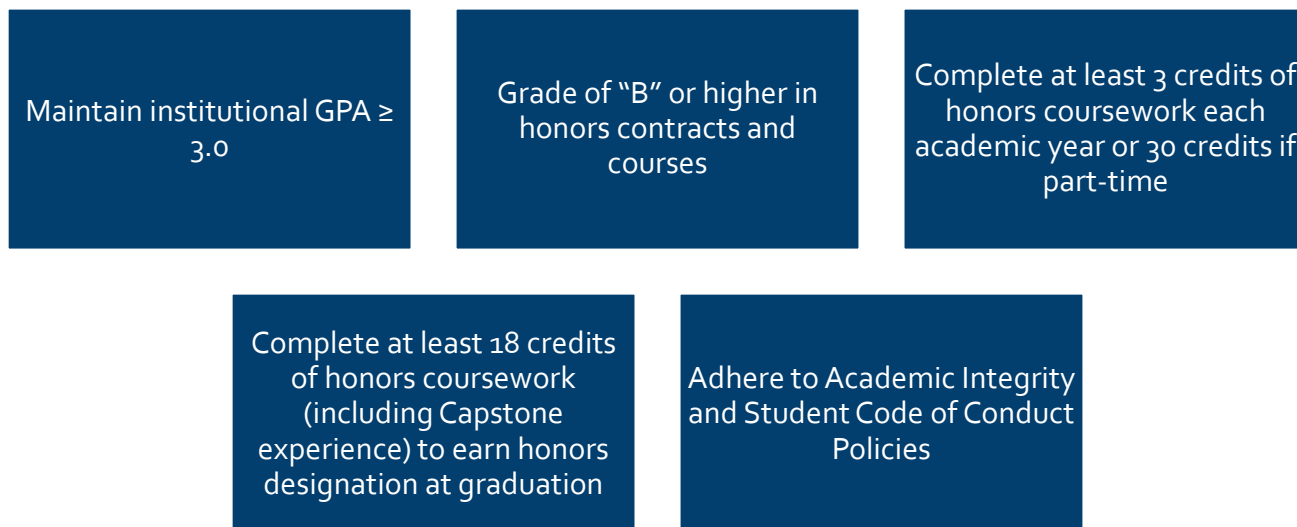 Maintain institutional GPA ≥
3.0
Grade of “B” or higher in
honors contracts and
courses
Complete at least 3 credits of
honors coursework each
academic year or 30 credits if
part-time
Complete at least 18 credits
of honors coursework
(including Capstone
experience) to earn honors
designation at graduation
Adhere to Academic Integrity
and Student Code of Conduct
Policies